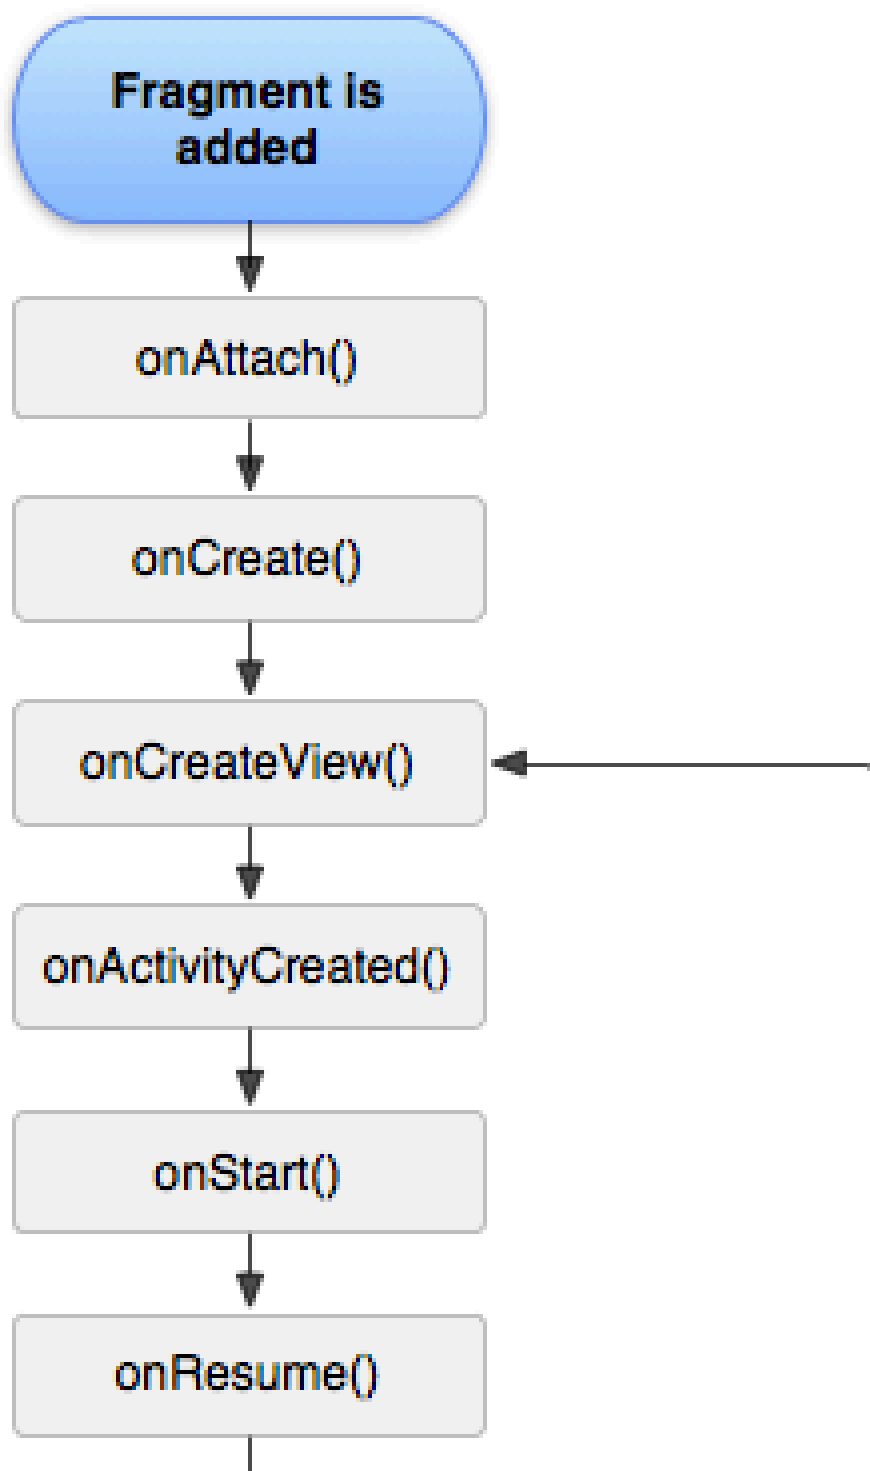 Fragment is
added
onAttach()
onCreate()
onCreateView()
onActivityCreated()
onStart()
onResume()